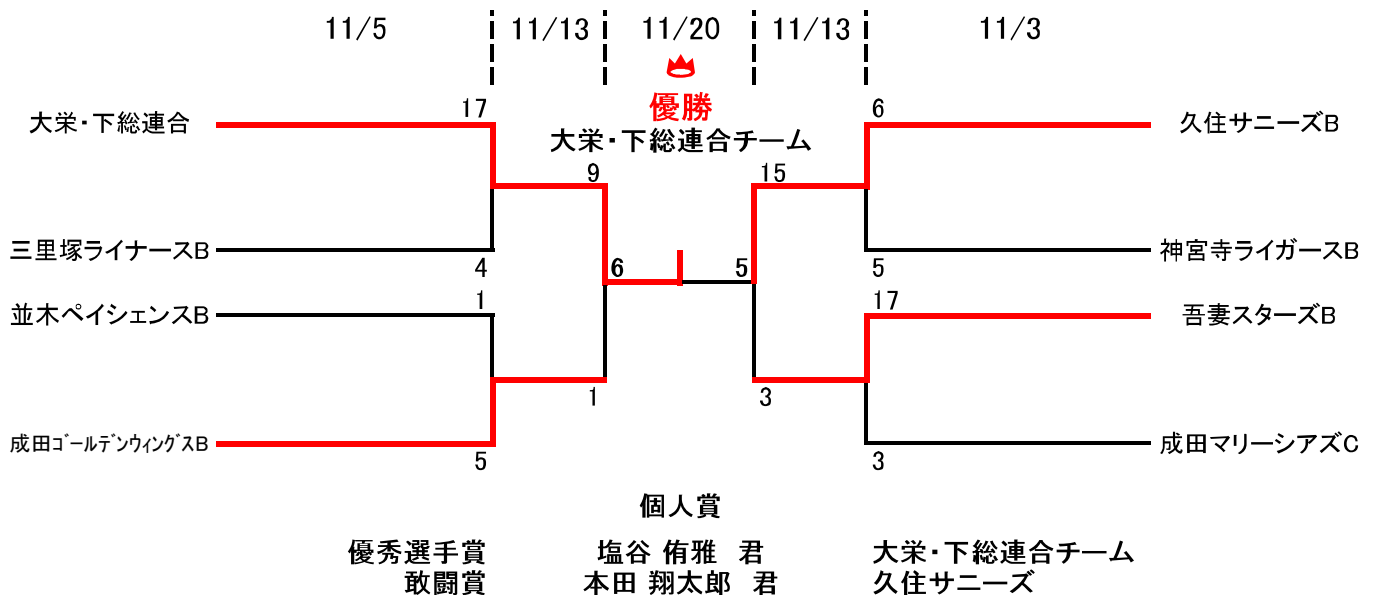 11/5 11/13 11/20 11/13 11/3
優勝
大栄・下総連合チーム
17 6
大栄・下総連合 久住サニーズB
9 15
三里塚ライナースB 神宮寺ライガースB
4 6 5 5
1 17
並木ペイシェンスB 吾妻スターズB
1 3
成田ｺﾞｰﾙﾃﾞﾝｳｨﾝｸﾞｽB 成田マリーシアズC
5 3
個人賞
優秀選手賞 塩谷 侑雅 君 大栄・下総連合チーム
敢闘賞 本田 翔太郎 君 久住サニーズ